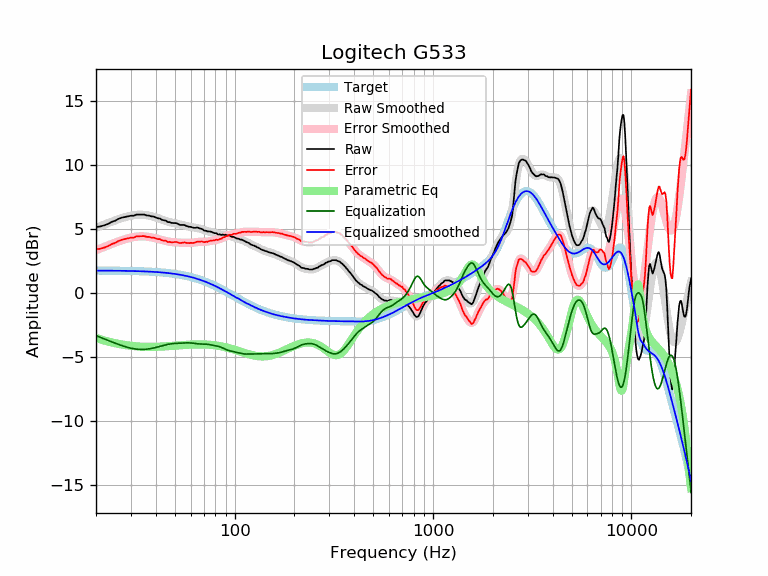 Logitech G533
Target
Raw Smoothed
Error Smoothed
Raw
Error
Parametric Eq
Equalization
Equalized smoothed
15
10
5
0
−5
−10
−15
Amplitude (dBr)
100
1000
10000
Frequency (Hz)